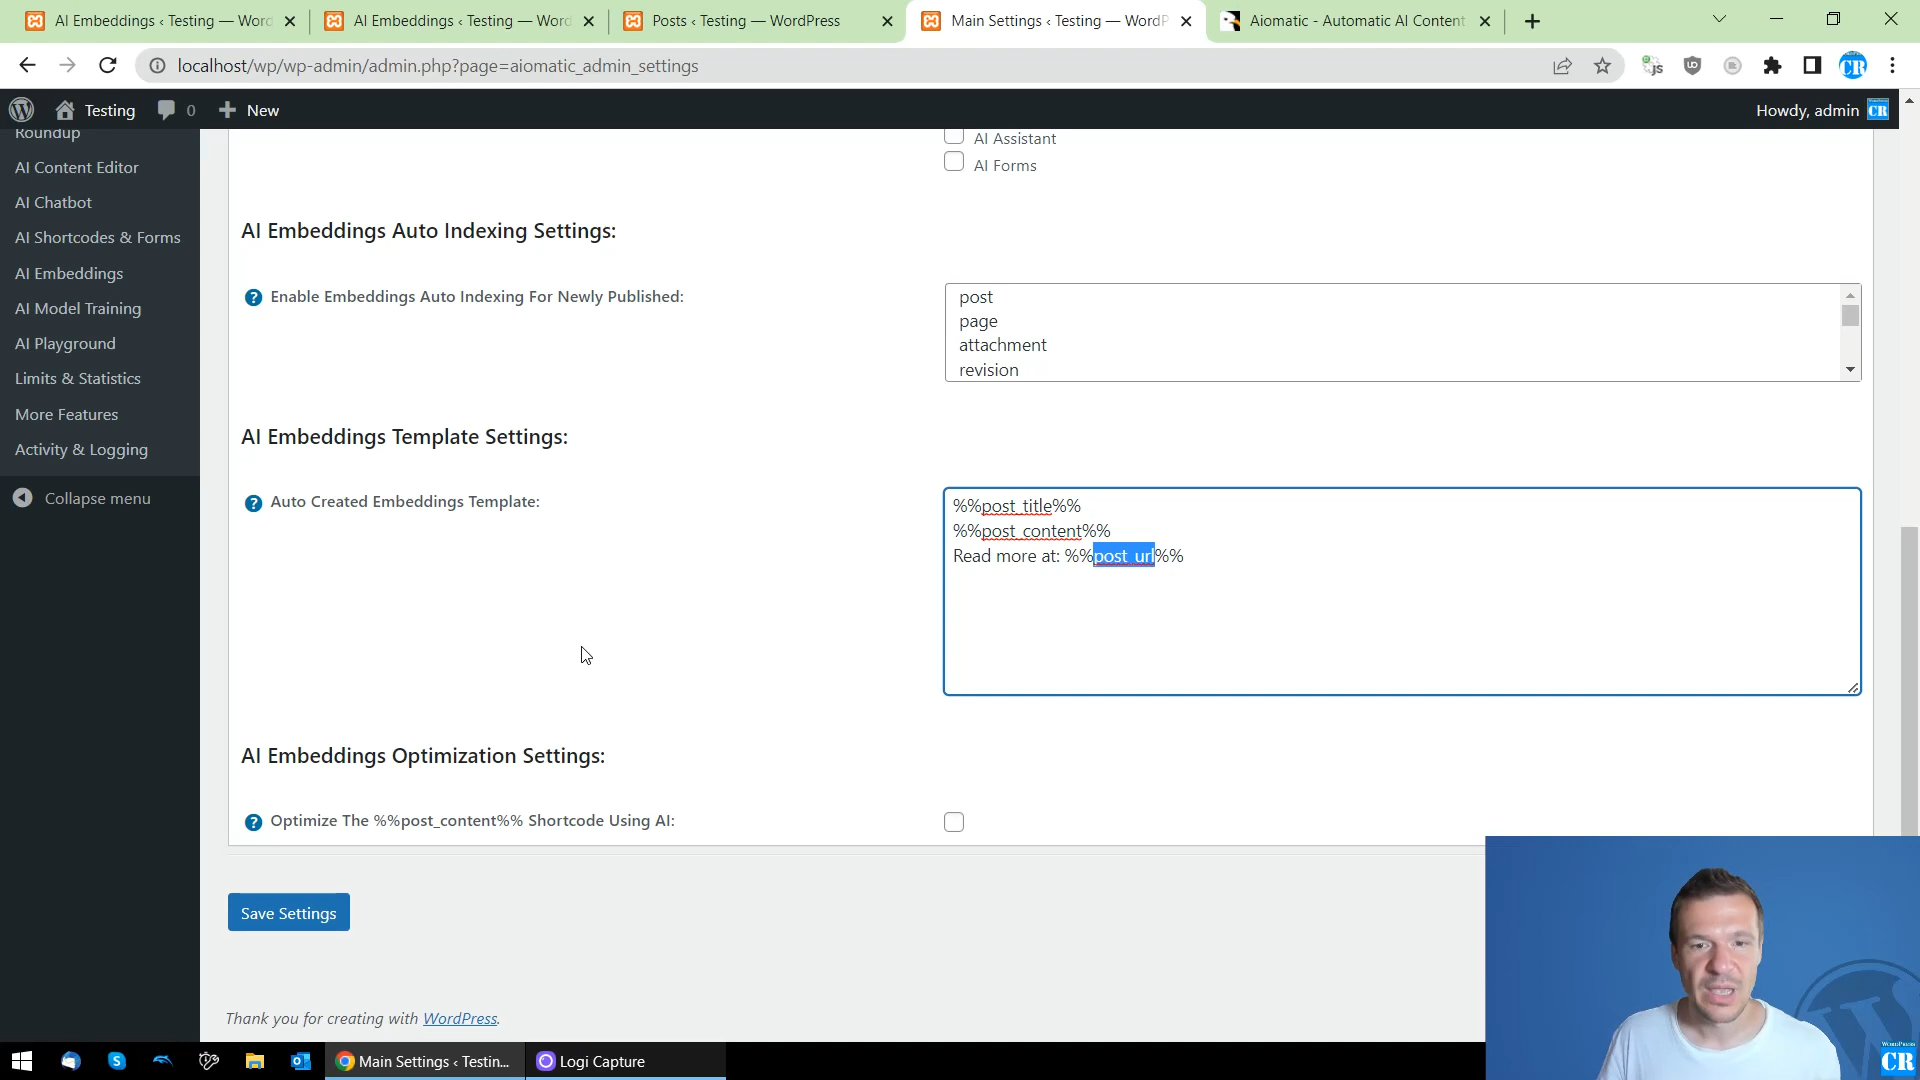 AI Embeddings ‹ Testing — Word
AI Embeddings ‹ Testing — Word
Posts ‹ Testing — WordPress
Main Settings ‹ Testing — WordP
Aiomatic - Automatic AI Content
localhost/wp/wp-admin/admin.php?page=aiomatic_admin_settings
Testing
0
New
Howdy, admin
CR
Roundup
AI Content Editor
AI Chatbot
AI Shortcodes & Forms
AI Embeddings
AI Model Training
AI Playground
Limits & Statistics
More Features
Activity & Logging
Collapse menu
AI Assistant
AI Forms
AI Embeddings Auto Indexing Settings:
Enable Embeddings Auto Indexing For Newly Published:
post
page
attachment
revision
AI Embeddings Template Settings:
Auto Created Embeddings Template:
%%post_title%%
%%post_content%%
Read more at: %%post_url%%
AI Embeddings Optimization Settings:
Optimize The %%post_content%% Shortcode Using AI:
Save Settings
Thank you for creating with WordPress.
Main Settings ‹ Testin...
Logi Capture
WORDPRESS
CR